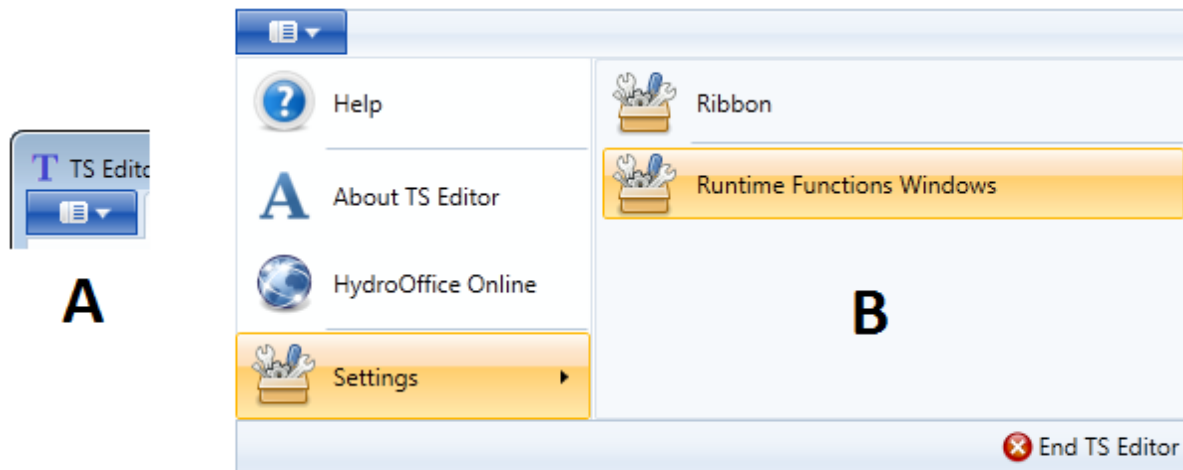 T TS Edito
A
Help
About TS Editor
HydroOffice Online
Settings
Ribbon
Runtime Functions Windows
B
End TS Editor